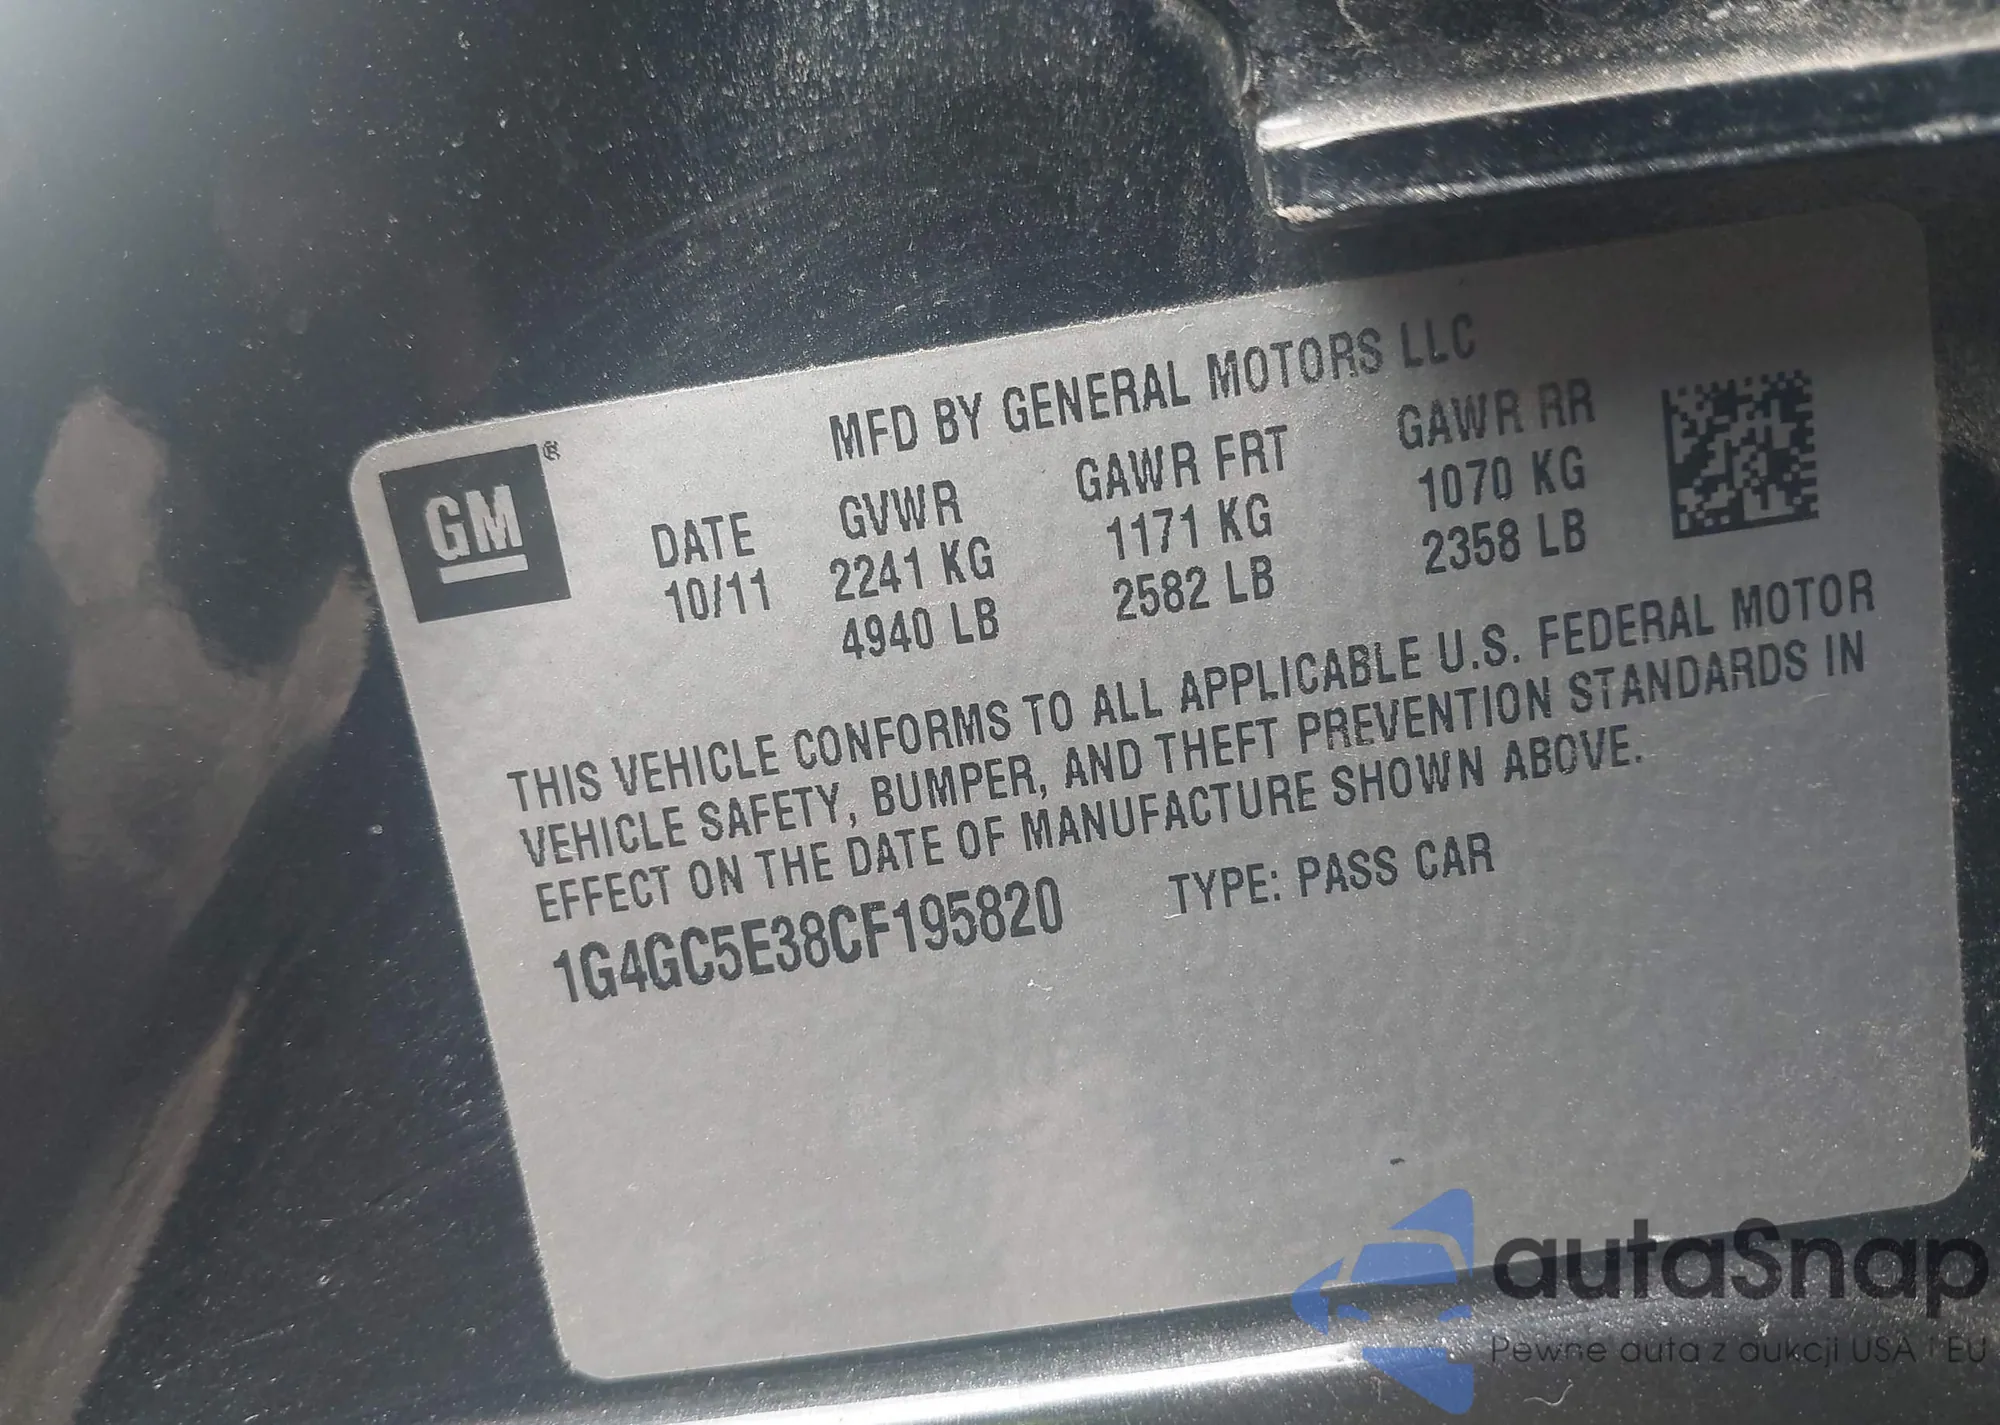 MFD BY GENERAL MOTORS LLC
GM ®
DATE GVWR GAWR FRT GAWR RR
10/11 2241 KG 1171 KG 1070 KG
4940 LB 2582 LB 2358 LB
THIS VEHICLE CONFORMS TO ALL APPLICABLE U.S. FEDERAL MOTOR
VEHICLE SAFETY, BUMPER, AND THEFT PREVENTION STANDARDS IN
EFFECT ON THE DATE OF MANUFACTURE SHOWN ABOVE.
1G4GC5E38CF195820 TYPE: PASS CAR
autaSnap
Pewne auta z aukcji USA i EU